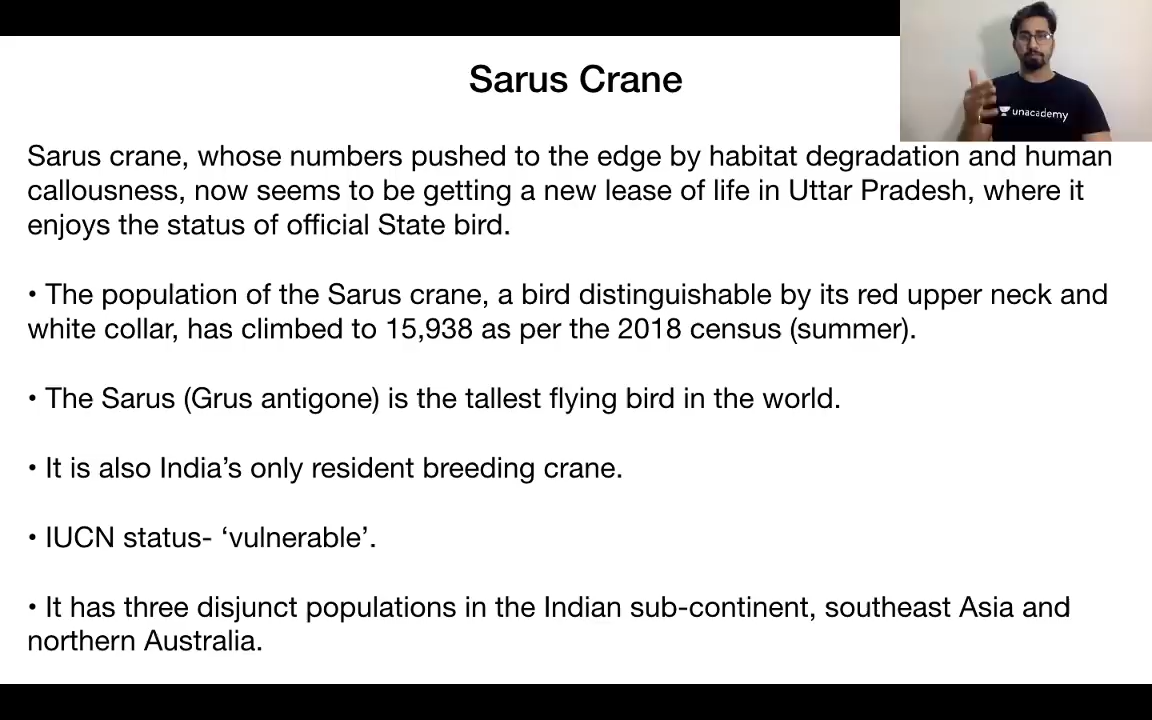 Sarus Crane
unacademy
Sarus crane, whose numbers pushed to the edge by habitat degradation and human
callousness, now seems to be getting a new lease of life in Uttar Pradesh, where it
enjoys the status of official State bird.
• The population of the Sarus crane, a bird distinguishable by its red upper neck and
white collar, has climbed to 15,938 as per the 2018 census (summer).
• The Sarus (Grus antigone) is the tallest flying bird in the world.
• It is also India’s only resident breeding crane.
• IUCN status- ‘vulnerable’.
• It has three disjunct populations in the Indian sub-continent, southeast Asia and
northern Australia.